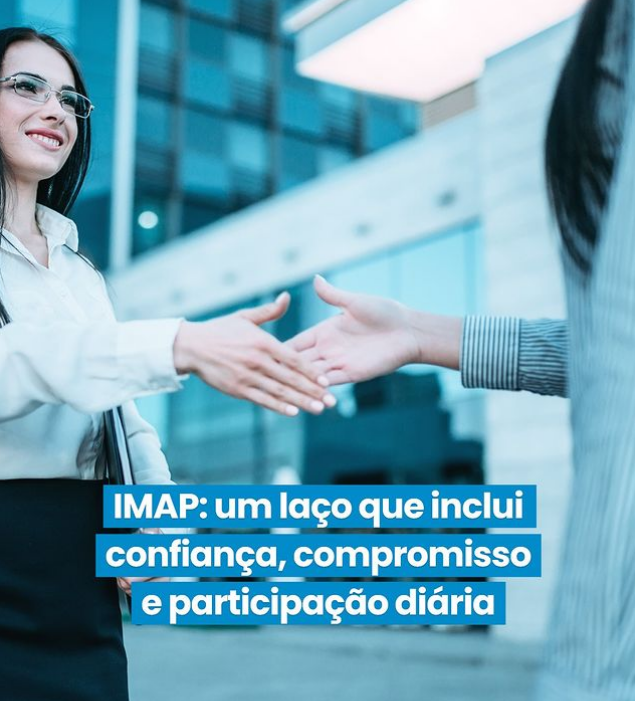 IMAP: um laço que inclui
confiança, compromisso
e participação diária